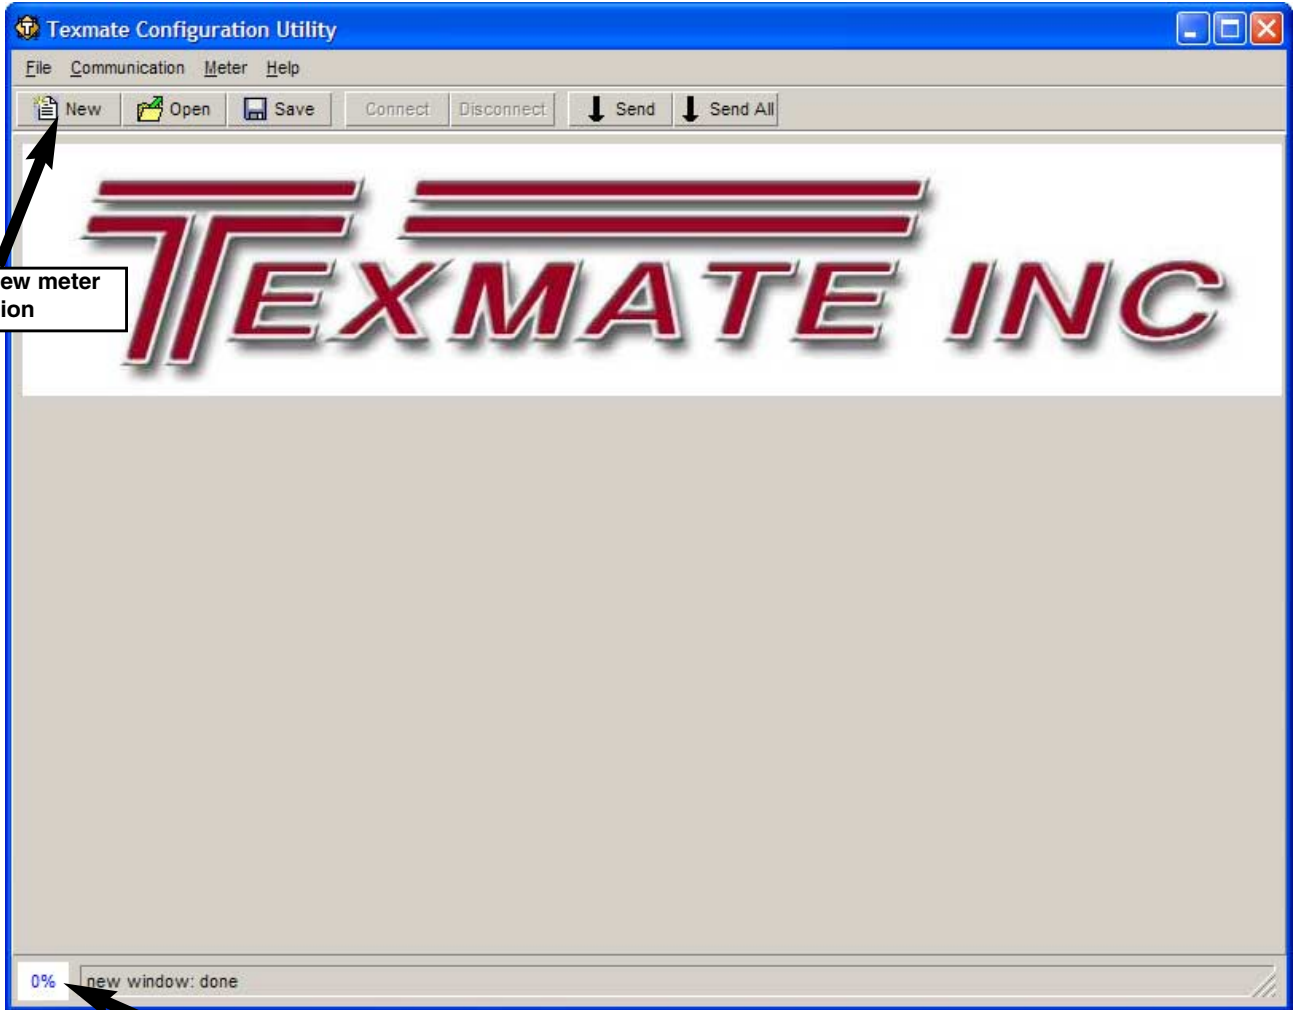 Texmate Configuration Utility
File Communication Meter Help
New Open Save Connect Disconnect Send Send All
TEXMATE INC
ew meter
ion
0% new window: done